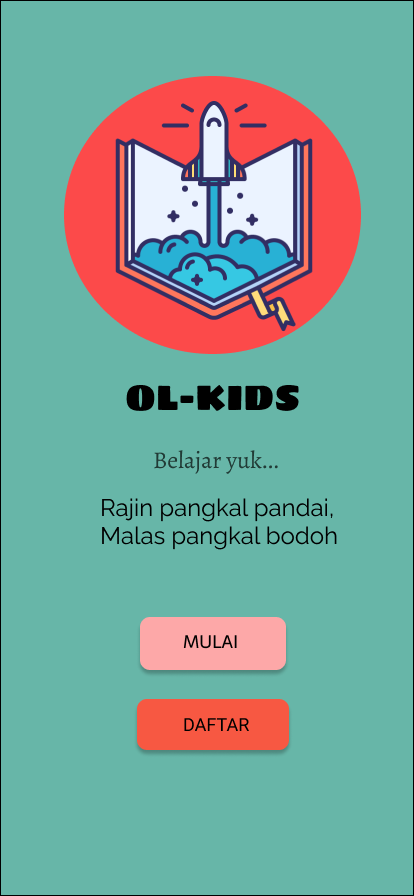 OL-KIDS
Belajar yuk...
Rajin pangkal pandai,
Malas pangkal bodoh
MULAI
DAFTAR